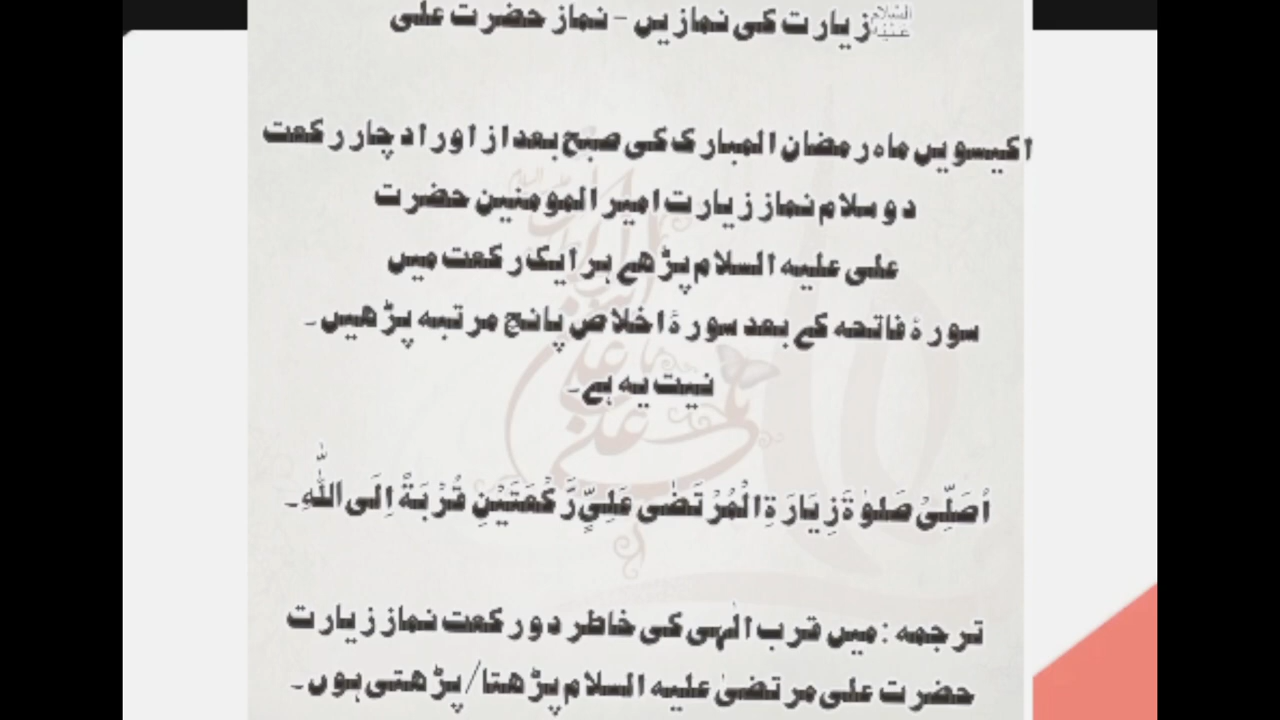 زیارت کی نمازیں - نماز حضرت علی علیہ السلام
اکیسویں ماہ رمضان المبارک کی صبح بعد از اوراد چار رکعت
دو سلام نماز زیارت امیر المومنین حضرت
علی علیہ السلام پڑھے ہر ایک رکعت میں
سورۂ فاتحہ کے بعد سورۂ اخلاص پانچ مرتبہ پڑھیں۔
نیت یہ ہے۔
اُصَلِّیْ صَلوٰةَ زِیَارَةِ الْمُرْتَضٰی عَلِیٍّ رَّکْعَتَیْنِ قُرْبَةً اِلَی اللّٰہِ۔
ترجمہ: میں قرب الٰہی کی خاطر دو رکعت نماز زیارت
حضرت علی مرتضیٰ علیہ السلام پڑھتا/پڑھتی ہوں۔